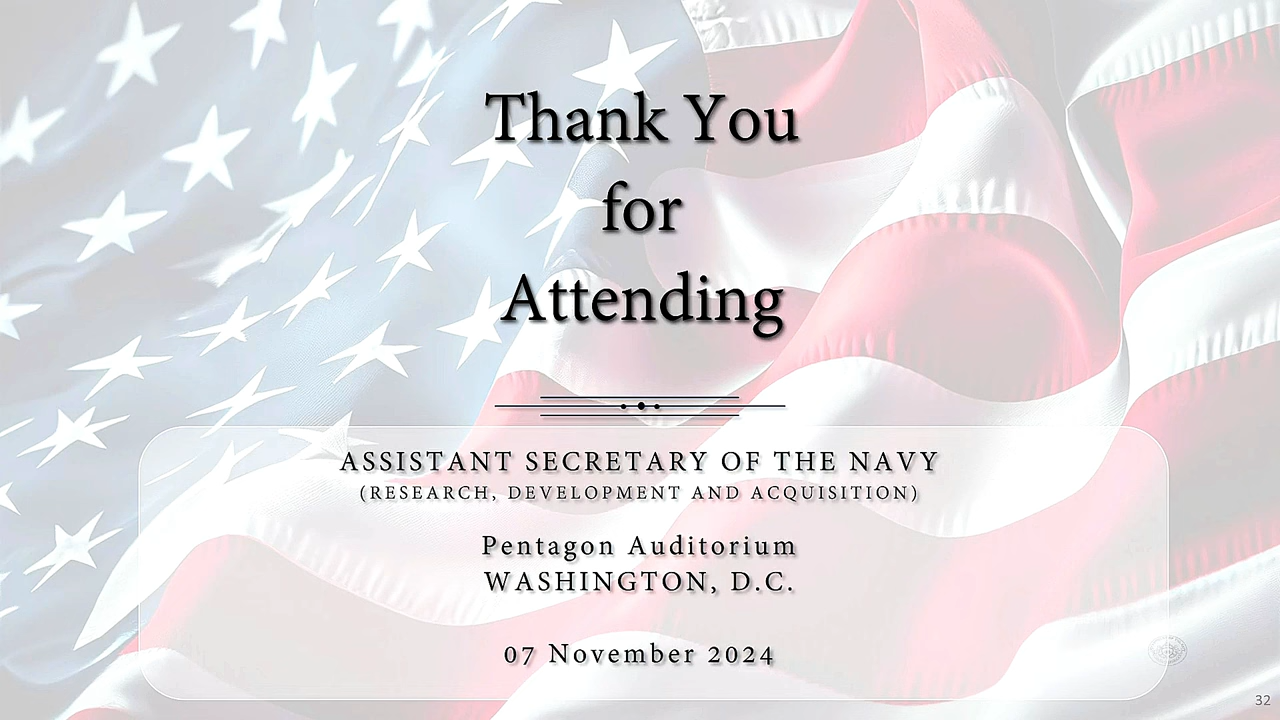 Thank You
for
Attending
ASSISTANT SECRETARY OF THE NAVY
(RESEARCH, DEVELOPMENT AND ACQUISITION)
Pentagon Auditorium
WASHINGTON, D.C.
07 November 2024
32